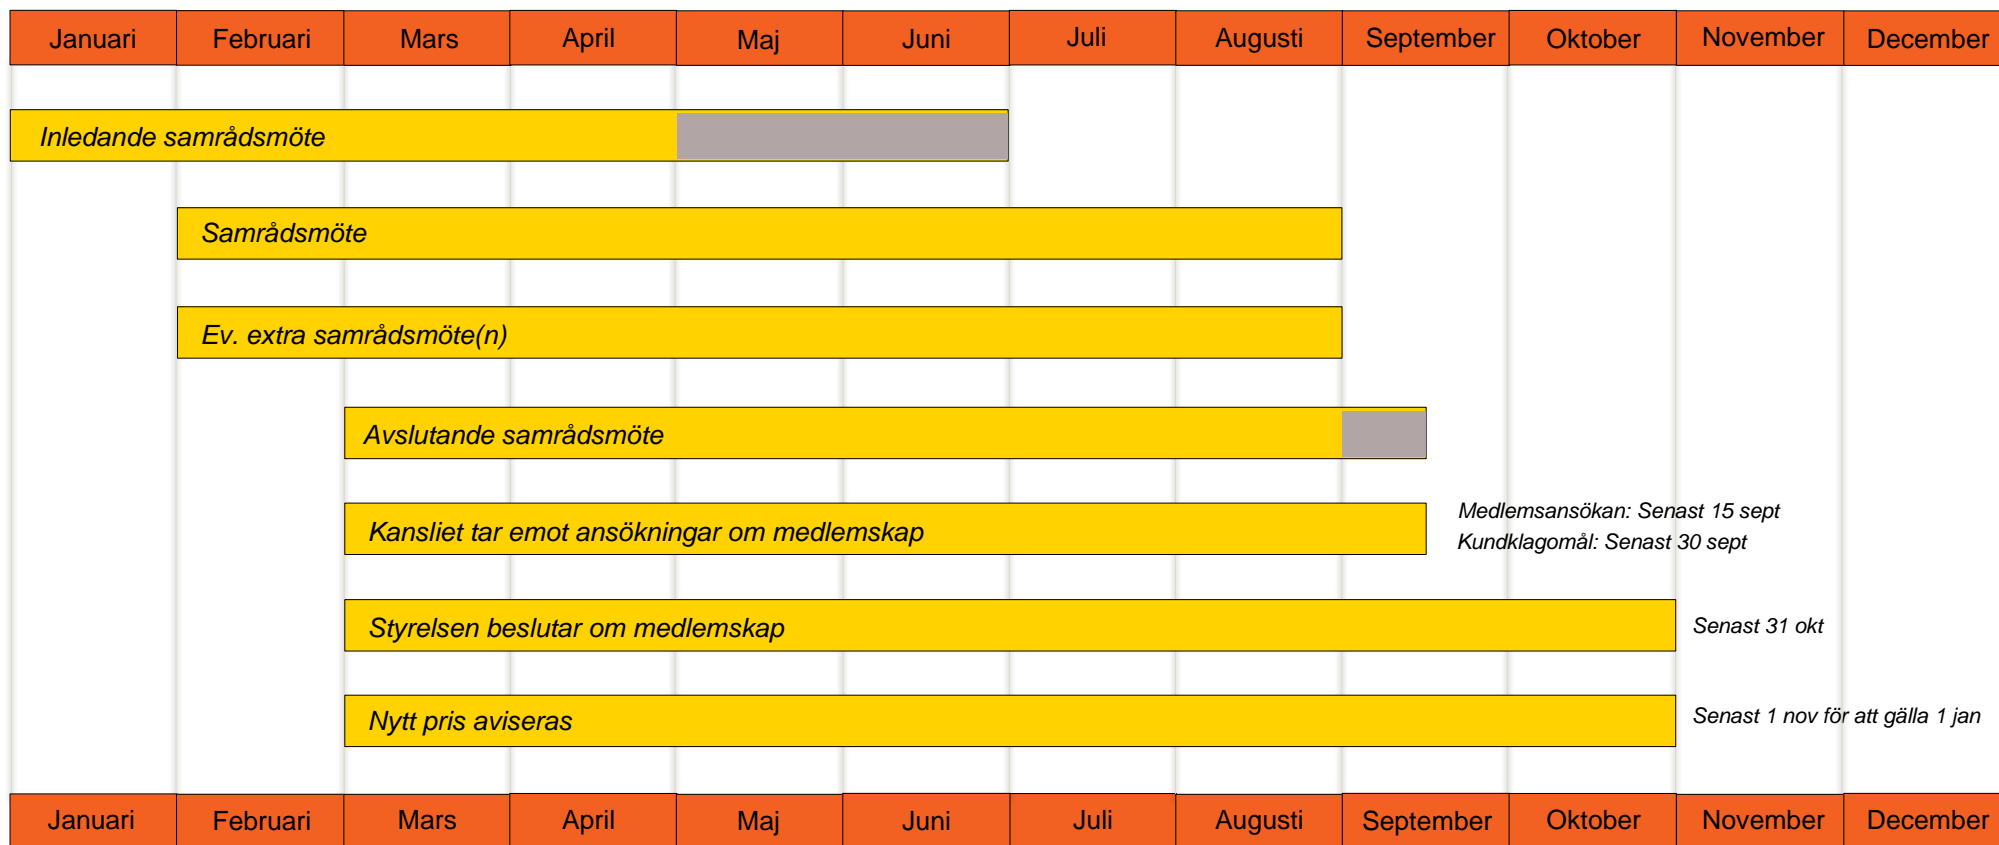 Januari Februari Mars April Maj Juni Juli Augusti September Oktober November December
Inledande samrådsmöte
Samrådsmöte
Ev. extra samrådsmöte(n)
Avslutande samrådsmöte
Kansliet tar emot ansökningar om medlemskap
Medlemsansökan: Senast 15 sept
Kundklagomål: Senast 30 sept
Styrelsen beslutar om medlemskap
Senast 31 okt
Nytt pris aviseras
Senast 1 nov för att gälla 1 jan
Januari Februari Mars April Maj Juni Juli Augusti September Oktober November December